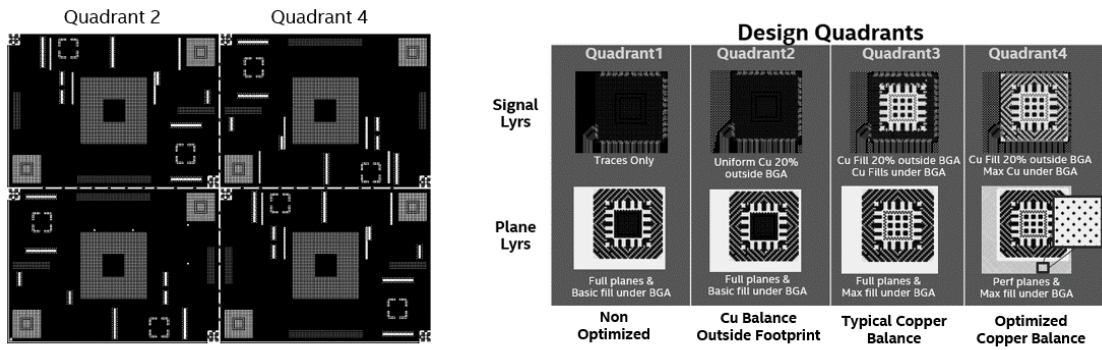 Quadrant 2 Quadrant 4
Design Quadrants
Quadrant1 Quadrant2 Quadrant3 Quadrant4
Signal
Lyrs
Traces Only
Uniform Cu 20%
outside BGA
Cu Fill 20% outside BGA
Cu Fills under BGA
Cu Fill 20% outside BGA
Max Cu under BGA
Plane
Lyrs
Full planes &
Basic fill under BGA
Full planes &
Basic fill under BGA
Full planes &
Max fill under BGA
Perf planes &
Max fill under BGA
Non
Optimized
Cu Balance
Outside Footprint
Typical Copper
Balance
Optimized
Copper Balance